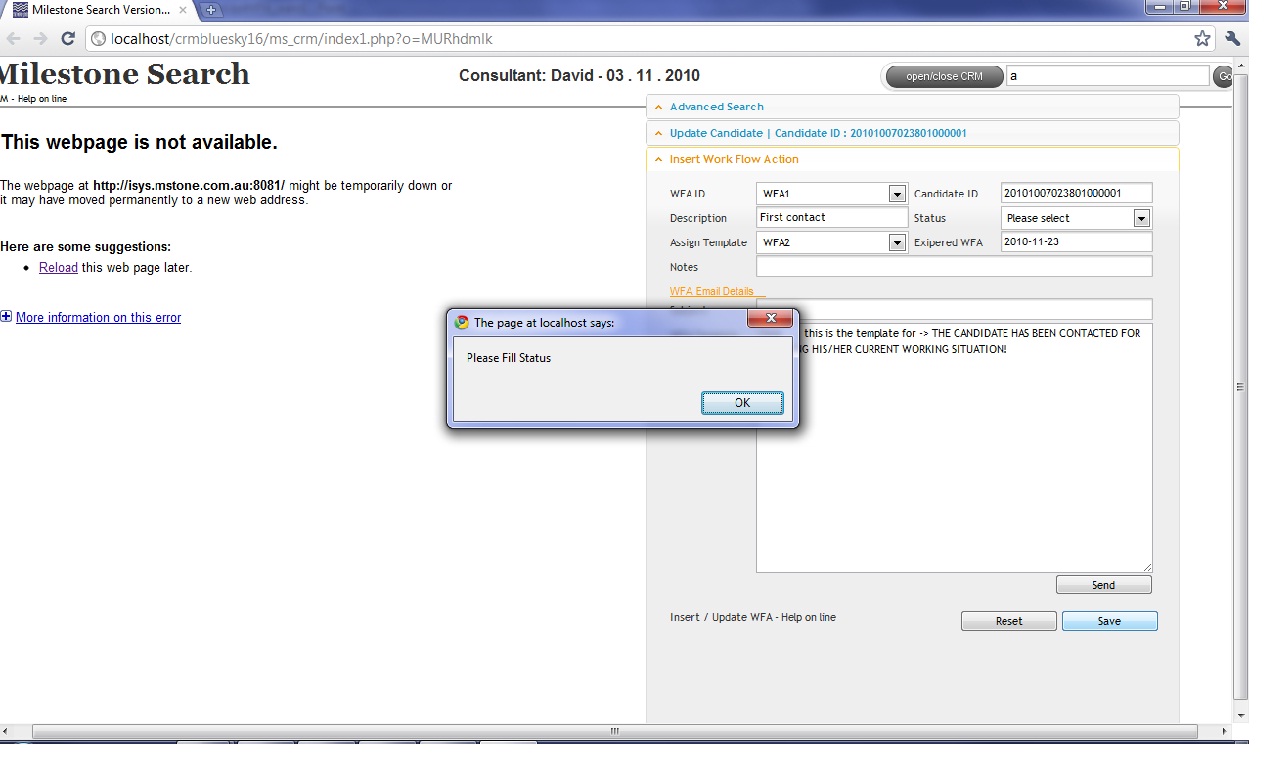 Milestone Search Version...
localhost/crmbluesky16/ms_crm/index1.php?o=MURhdmlk
Milestone Search
Consultant: David - 03 . 11 . 2010
open/close CRM
a
Go
M - Help on line
Advanced Search
Update Candidate | Candidate ID : 20101007023801000001
Insert Work Flow Action
This webpage is not available.
The webpage at http://isys.mstone.com.au:8081/ might be temporarily down or
it may have moved permanently to a new web address.
Here are some suggestions:
Reload this web page later.
More information on this error
WFA ID
WFA1
Candidate ID
20101007023801000001
Description
First contact
Status
Please select
Assign Template
WFA2
Exipered WFA
2010-11-23
Notes
WFA Email Details
The page at localhost says:
Please Fill Status
OK
this is the template for -> THE CANDIDATE HAS BEEN CONTACTED FOR
HIS/HER CURRENT WORKING SITUATION!
Send
Insert / Update WFA - Help on line
Reset
Save